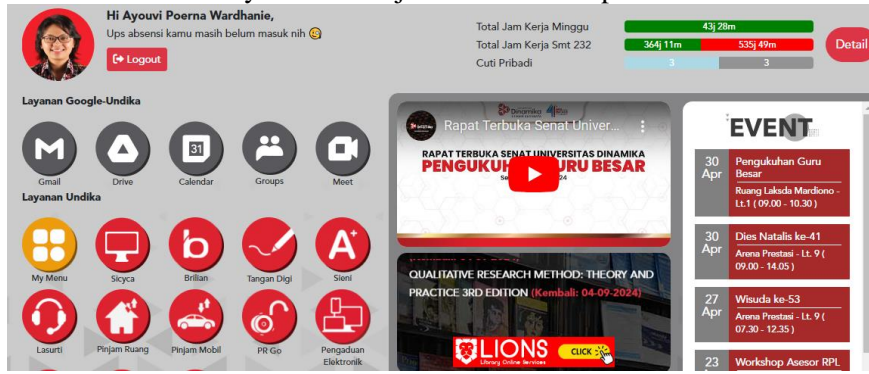 Hi Ayouvi Poerna Wardhanie,
Ups absensi kamu masih belum masuk nih
Logout
Total Jam Kerja Minggu
43j 28m
Total Jam Kerja Smt 232
364j 11m
535j 49m
Cuti Pribadi
3
3
Detail
Layanan Google-Undika
31
Gmail
Drive
Calendar
Groups
Meet
Layanan Undika
My Menu
Sicyca
Brilian
Tangan Digi
Sieni
Lasurti
Pinjam Ruang
Pinjam Mobil
PR Go
Pengaduan
Elektronik
Dinamika
Rapat Terbuka Senat Univer...
RAPAT TERBUKA SENAT UNIVERSITAS DINAMIKA
PENGUKUHAN GURU BESAR
QUALITATIVE RESEARCH METHOD: THEORY AND
PRACTICE 3RD EDITION (Kembali: 04-09-2024)
LIONS
Library Online Services
CLICK
EVENT
30
Apr
Pengukuhan Guru
Besar
Ruang Laksda Mardiono -
Lt.1 ( 09.00 - 10.30 )
30
Apr
Dies Natalis ke-41
Arena Prestasi - Lt. 9 (
09.00 - 14.05 )
27
Apr
Wisuda ke-53
Arena Prestasi - Lt. 9 (
07.30 - 12.35 )
23
Workshop Asesor RPL